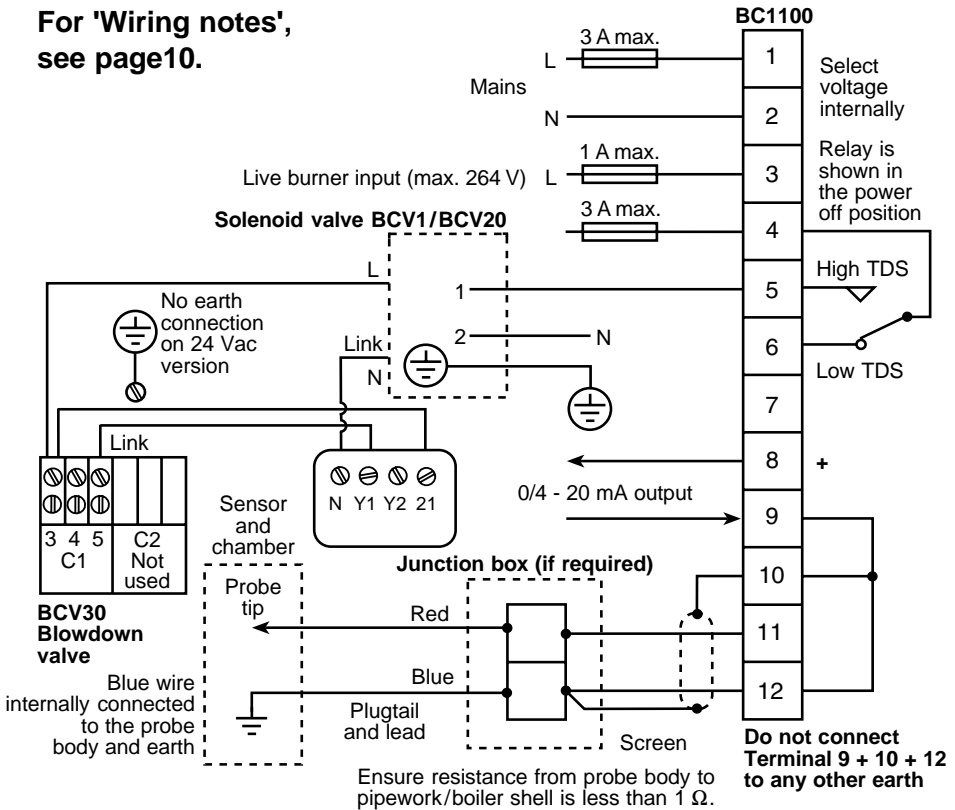 For 'Wiring notes',
see page10.
BC1100
3 A max.
L
Mains
N
1
2
Select
voltage
internally
1 A max.
Live burner input (max. 264 V) L
3
Relay is
shown in
the power
off position
3 A max.
4
Solenoid valve BCV1/BCV20
L
1
5
High TDS
No earth
connection
on 24 Vac
version
Link
N
2
N
6
Low TDS
7
Link
8
+
0/4 - 20 mA output
9
N Y1 Y2 21
3 4 5
C1
C2
Not
used
BCV30
Blowdown
valve
Sensor
and
chamber
Junction box (if required)
10
Probe
tip
Red
11
Blue
12
Blue wire
internally connected
to the probe
body and earth
Plugtail
and lead
Screen
Do not connect
Terminal 9 + 10 + 12
to any other earth
Ensure resistance from probe body to
pipework/boiler shell is less than 1 Ω.